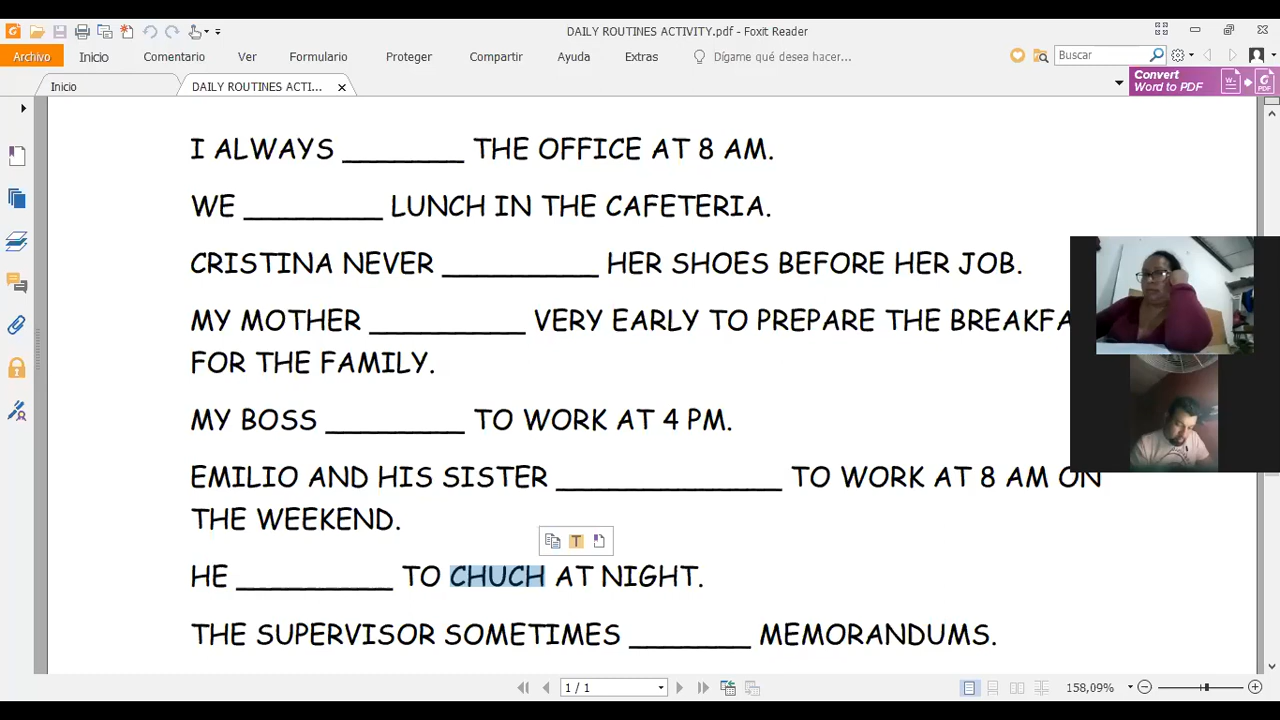 DAILY ROUTINES ACTIVITY.pdf - Foxit Reader
Archivo Inicio Comentario Ver Formulario Proteger Compartir Ayuda Extras Dígame qué desea hacer... Buscar
Inicio DAILY ROUTINES ACTI... Convert
Word to PDF
I ALWAYS _______ THE OFFICE AT 8 AM.
WE ________ LUNCH IN THE CAFETERIA.
CRISTINA NEVER _________ HER SHOES BEFORE HER JOB.
MY MOTHER _________ VERY EARLY TO PREPARE THE BREAKFA
FOR THE FAMILY.
MY BOSS ________ TO WORK AT 4 PM.
EMILIO AND HIS SISTER _____________ TO WORK AT 8 AM ON
THE WEEKEND.
HE _________ TO CHUCH AT NIGHT.
THE SUPERVISOR SOMETIMES _______ MEMORANDUMS.
1 / 1 158,09%